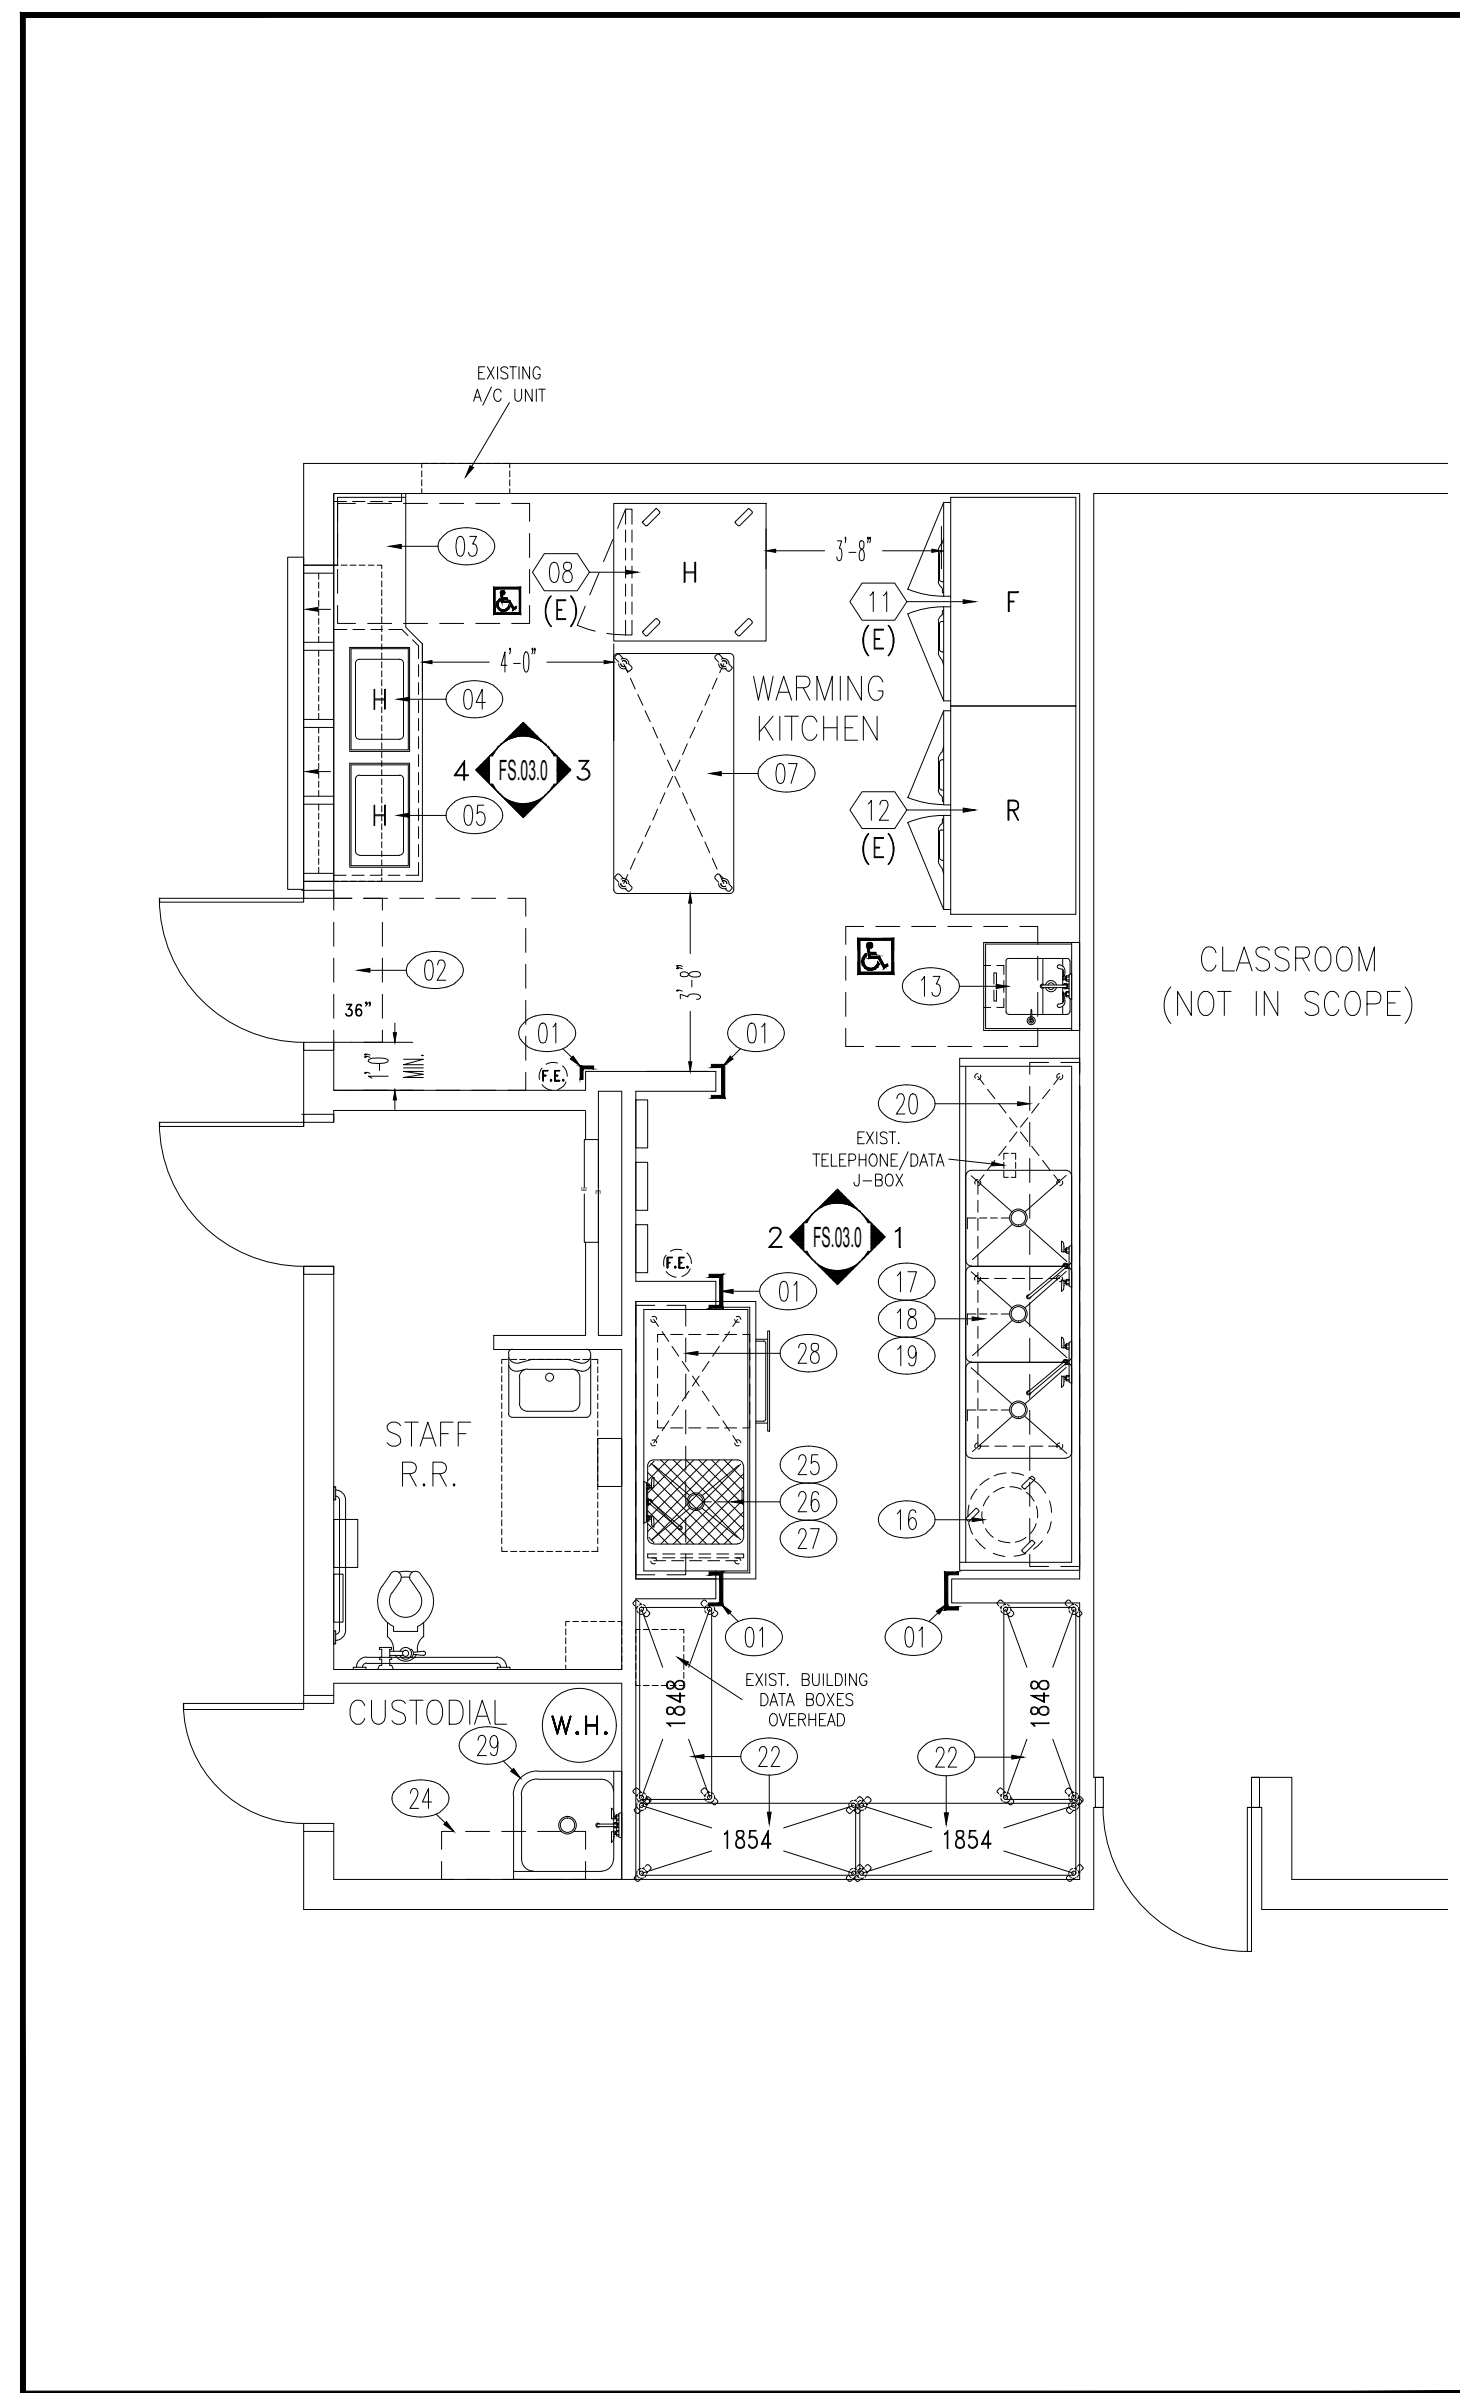 EXISTING
A/C UNIT
03
08
(E)
H
3'-8"
11
(E)
F
4'-0"
H
04
WARMING
KITCHEN
4
FS.03.0
3
07
H
05
12
(E)
R
02
36"
1'-0"
MIN.
3'-8"
13
CLASSROOM
(NOT IN SCOPE)
01
F.E.
01
20
EXIST.
TELEPHONE/DATA
J-BOX
2
FS.03.0
1
F.E.
01
17
18
19
28
STAFF
R.R.
25
26
27
16
01
01
EXIST. BUILDING
DATA BOXES
OVERHEAD
1848
1848
CUSTODIAL
W.H.
29
22
22
24
1854
1854